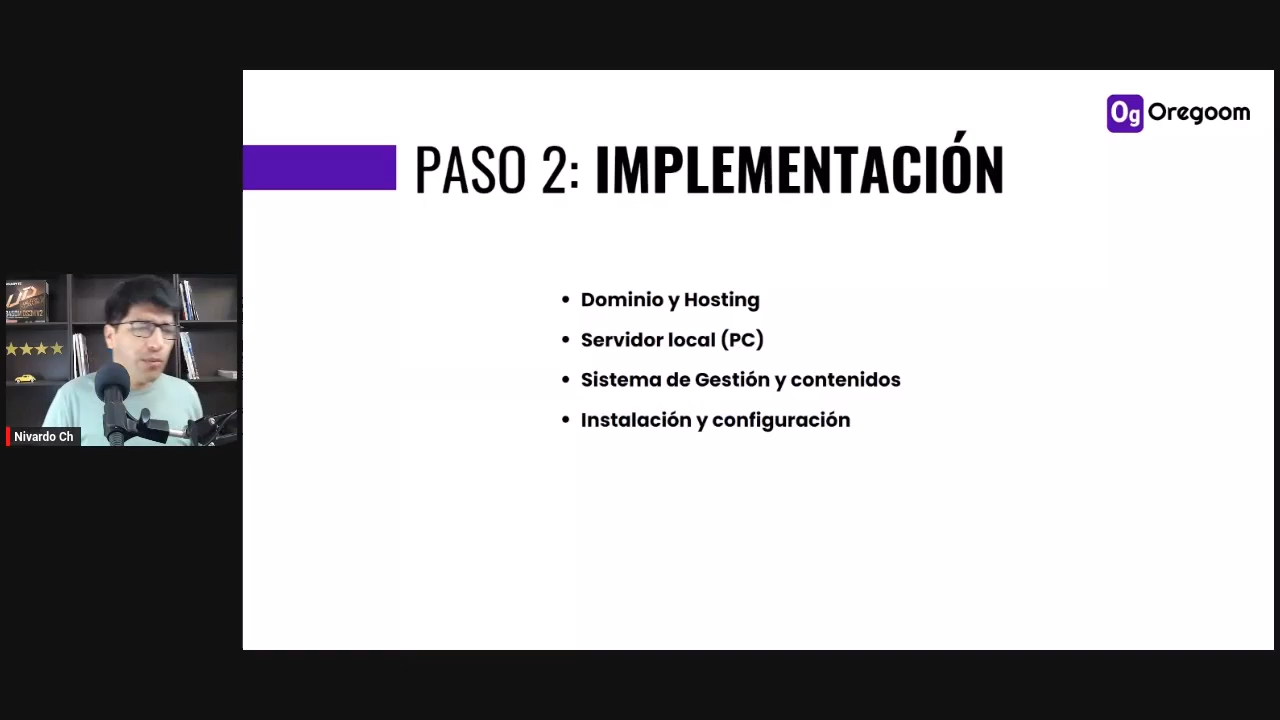 Og Oregoom
PASO 2: IMPLEMENTACIÓN
• Dominio y Hosting
• Servidor local (PC)
• Sistema de Gestión y contenidos
• Instalación y configuración
Nivardo Ch